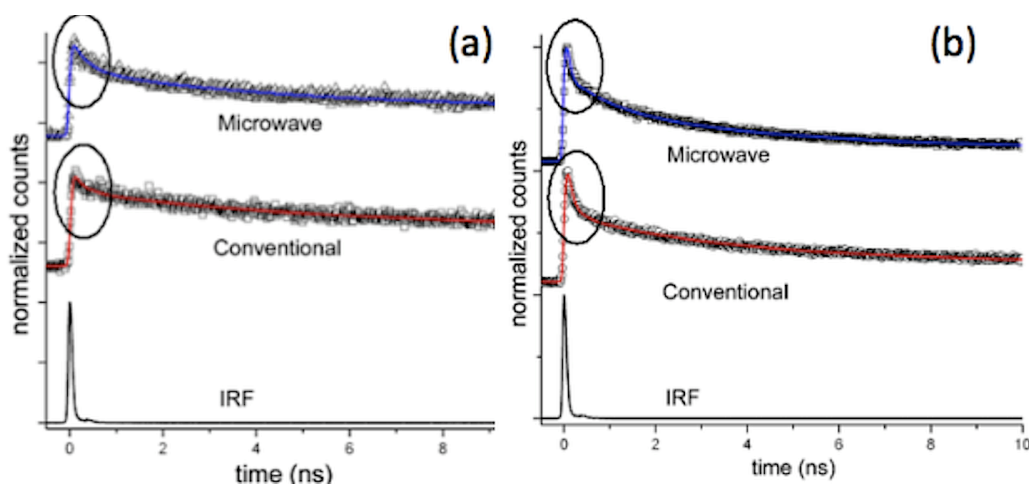 (a)
Microwave
Conventional
IRF
normalized counts
0 2 4 6 8
time (ns)
(b)
Microwave
Conventional
IRF
normalized counts
0 2 4 6 8 10
time (ns)